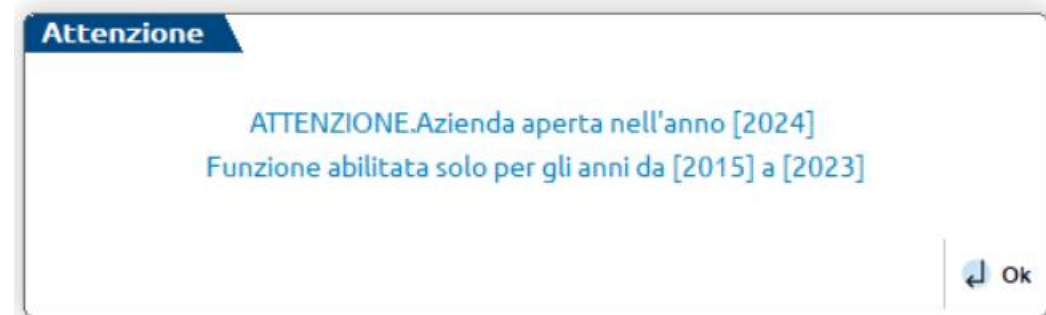 Attenzione
ATTENZIONE.Azienda aperta nell'anno [2024]
Funzione abilitata solo per gli anni da [2015] a [2023]
Ok